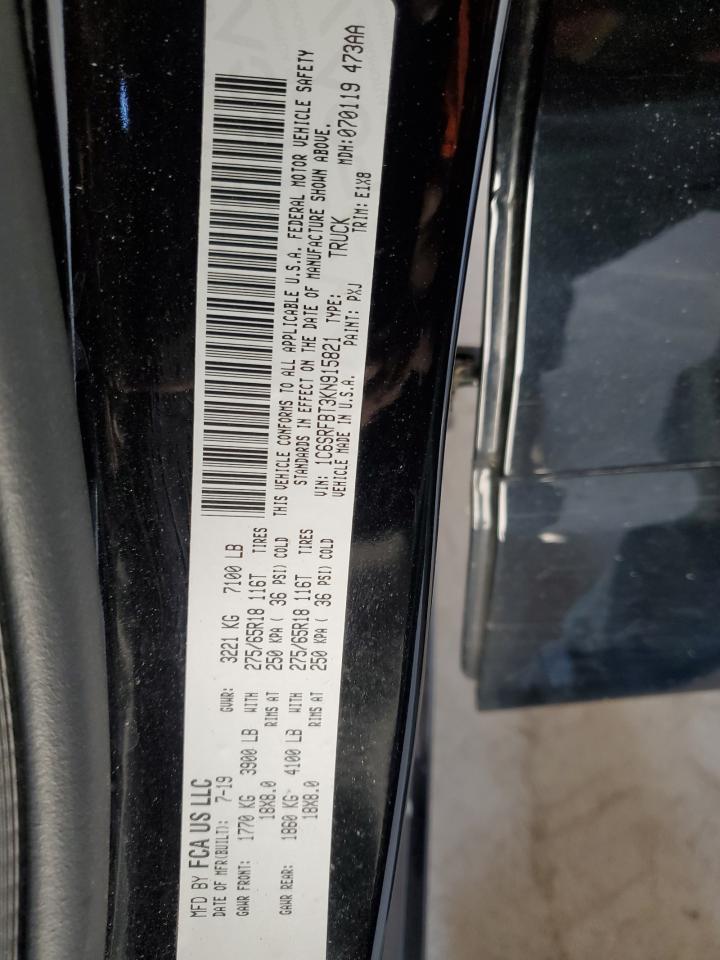 MFD BY FCA US LLC
DATE OF MFR(BUILT): 7-19 GVWR: 3221 KG 7100 LB
GAWR FRONT: 1770 KG 3900 LB WITH 275/65R18 116T TIRES
18X8.0 RIMS AT 250 KPA ( 36 PSI) COLD
GAWR REAR: 1860 KG 4100 LB WITH 275/65R18 116T TIRES
18X8.0 RIMS AT 250 KPA ( 36 PSI) COLD
THIS VEHICLE CONFORMS TO ALL APPLICABLE U.S.A. FEDERAL MOTOR VEHICLE SAFETY
STANDARDS IN EFFECT ON THE DATE OF MANUFACTURE SHOWN ABOVE.
VIN: 1C6SRFBT3KN915821 TYPE: TRUCK MDH:070119 473AA
VEHICLE MADE IN U.S.A. PAINT: PXJ TRIM: E1X8